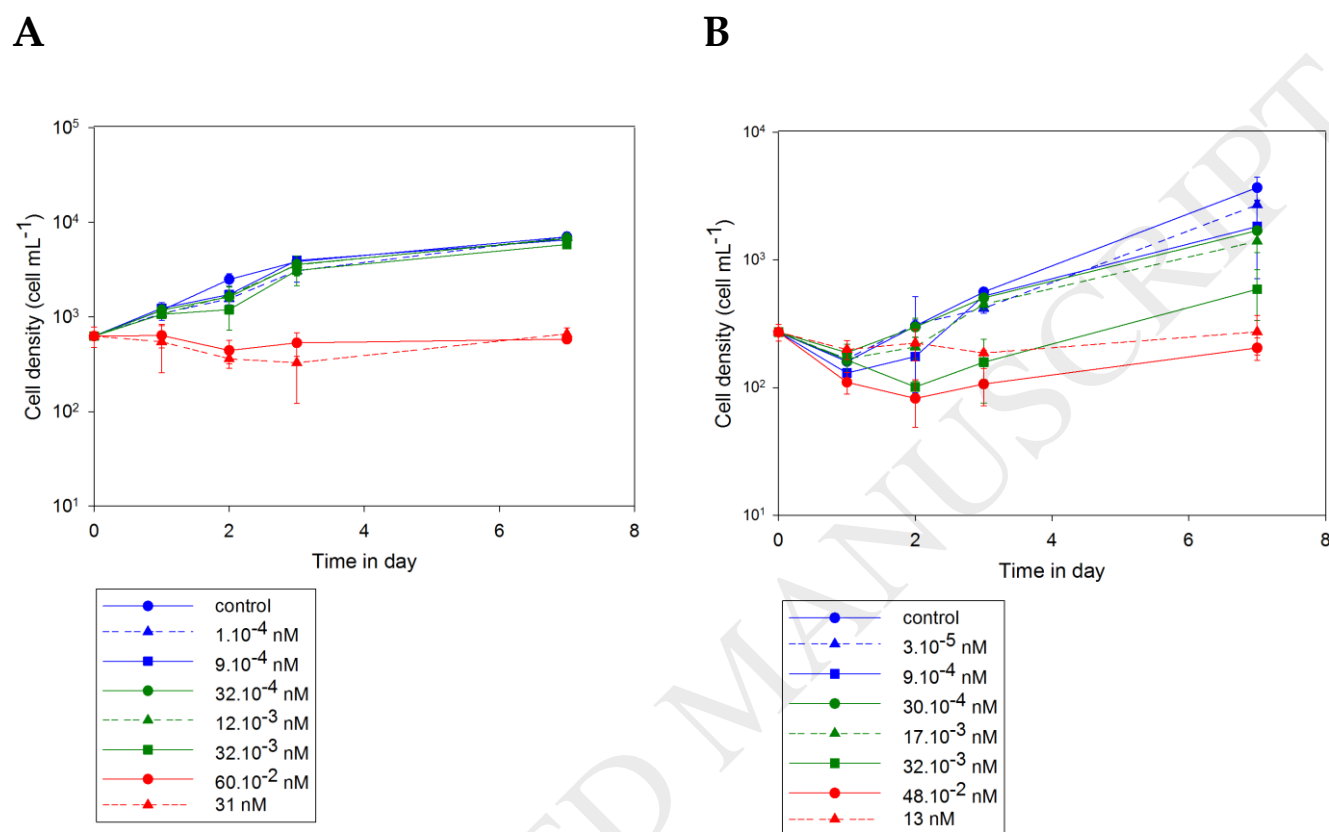 A
B
10^5
10^4
10^3
10^2
10^1
Cell density (cell mL^-1)
0 2 4 6 8
Time in day
control
1.10^-4 nM
9.10^-4 nM
32.10^-4 nM
12.10^-3 nM
32.10^-3 nM
60.10^-2 nM
31 nM
10^4
10^3
10^2
10^1
Cell density (cell mL^-1)
0 2 4 6 8
Time in day
control
3.10^-5 nM
9.10^-4 nM
30.10^-4 nM
17.10^-3 nM
32.10^-3 nM
48.10^-2 nM
13 nM
D MANUSCRIPT